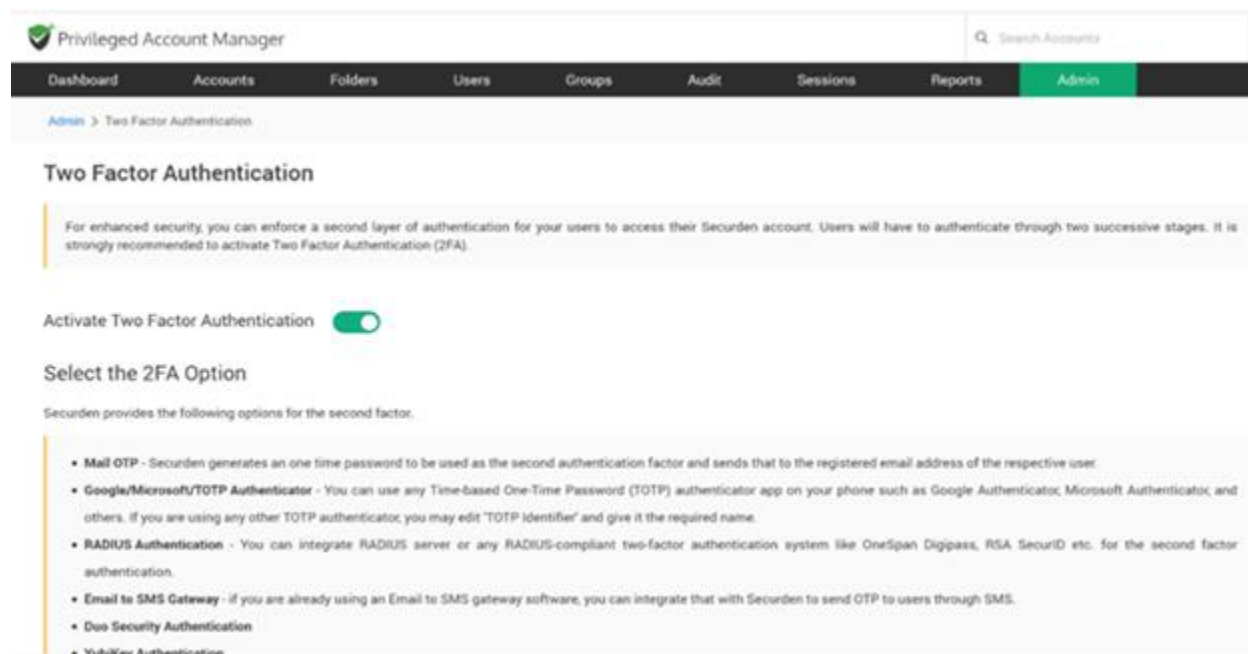 Privileged Account Manager
Search Accounts
Dashboard Accounts Folders Users Groups Audit Sessions Reports Admin
Admin > Two Factor Authentication
Two Factor Authentication
For enhanced security, you can enforce a second layer of authentication for your users to access their Securden account. Users will have to authenticate through two successive stages. It is
strongly recommended to activate Two Factor Authentication (2FA).
Activate Two Factor Authentication
Select the 2FA Option
Securden provides the following options for the second factor.
• Mail OTP - Securden generates an one time password to be used as the second authentication factor and sends that to the registered email address of the respective user.
• Google/Microsoft/TOTP Authenticator - You can use any Time-based One-Time Password (TOTP) authenticator app on your phone such as Google Authenticator, Microsoft Authenticator, and
others. If you are using any other TOTP authenticator, you may edit 'TOTP Identifier' and give it the required name.
• RADIUS Authentication - You can integrate RADIUS server or any RADIUS-compliant two-factor authentication system like OneSpan Digipass, RSA SecurID etc. for the second factor
authentication.
• Email to SMS Gateway - if you are already using an Email to SMS gateway software, you can integrate that with Securden to send OTP to users through SMS.
• Duo Security Authentication
• YubiKey Authentication